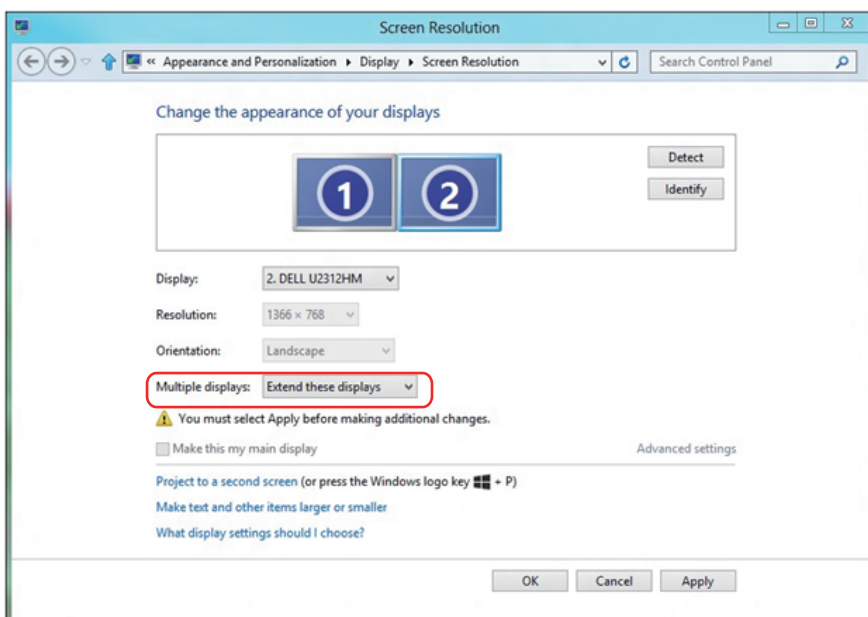 Screen Resolution
« Appearance and Personalization ▸ Display ▸ Screen Resolution Search Control Panel
Change the appearance of your displays
1 2
Detect
Identify
Display: 2. DELL U2312HM
Resolution: 1366 × 768
Orientation: Landscape
Multiple displays: Extend these displays
You must select Apply before making additional changes.
Make this my main display Advanced settings
Project to a second screen (or press the Windows logo key + P)
Make text and other items larger or smaller
What display settings should I choose?
OK Cancel Apply